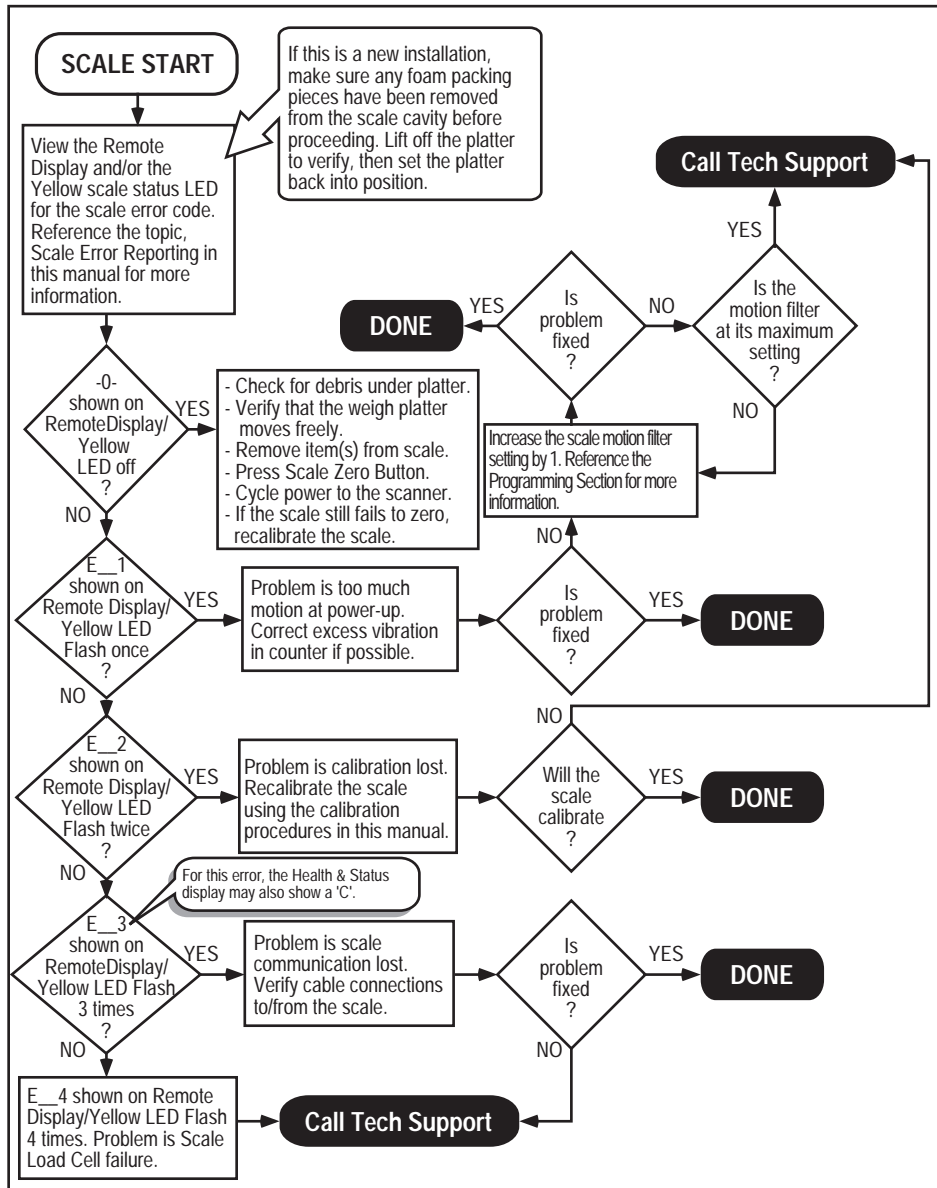 SCALE START
If this is a new installation,
make sure any foam packing
pieces have been removed
from the scale cavity before
proceeding. Lift off the platter
to verify, then set the platter
back into position.
View the Remote
Display and/or the
Yellow scale status LED
for the scale error code.
Reference the topic,
Scale Error Reporting in
this manual for more
information.
Call Tech Support
YES
Is the
motion filter
at its maximum
setting
?
NO
Is
problem
fixed
?
YES
NO
DONE
-0-
shown on
RemoteDisplay/
Yellow
LED off
?
YES
NO
- Check for debris under platter.
- Verify that the weigh platter
moves freely.
- Remove item(s) from scale.
- Press Scale Zero Button.
- Cycle power to the scanner.
- If the scale still fails to zero,
recalibrate the scale.
Increase the scale motion filter
setting by 1. Reference the
Programming Section for more
information.
NO
E__1
shown on
Remote Display/
Yellow LED
Flash once
?
YES
NO
Problem is too much
motion at power-up.
Correct excess vibration
in counter if possible.
Is
problem
fixed
?
YES
DONE
E__2
shown on
Remote Display/
Yellow LED
Flash twice
?
YES
NO
Problem is calibration lost.
Recalibrate the scale
using the calibration
procedures in this manual.
NO
Will the
scale
calibrate
?
YES
DONE
For this error, the Health & Status
display may also show a 'C'.
E__3
shown on
RemoteDisplay/
Yellow LED Flash
3 times
?
YES
NO
Problem is scale
communication lost.
Verify cable connections
to/from the scale.
Is
problem
fixed
?
YES
DONE
NO
E__4 shown on Remote
Display/Yellow LED Flash
4 times. Problem is Scale
Load Cell failure.
Call Tech Support